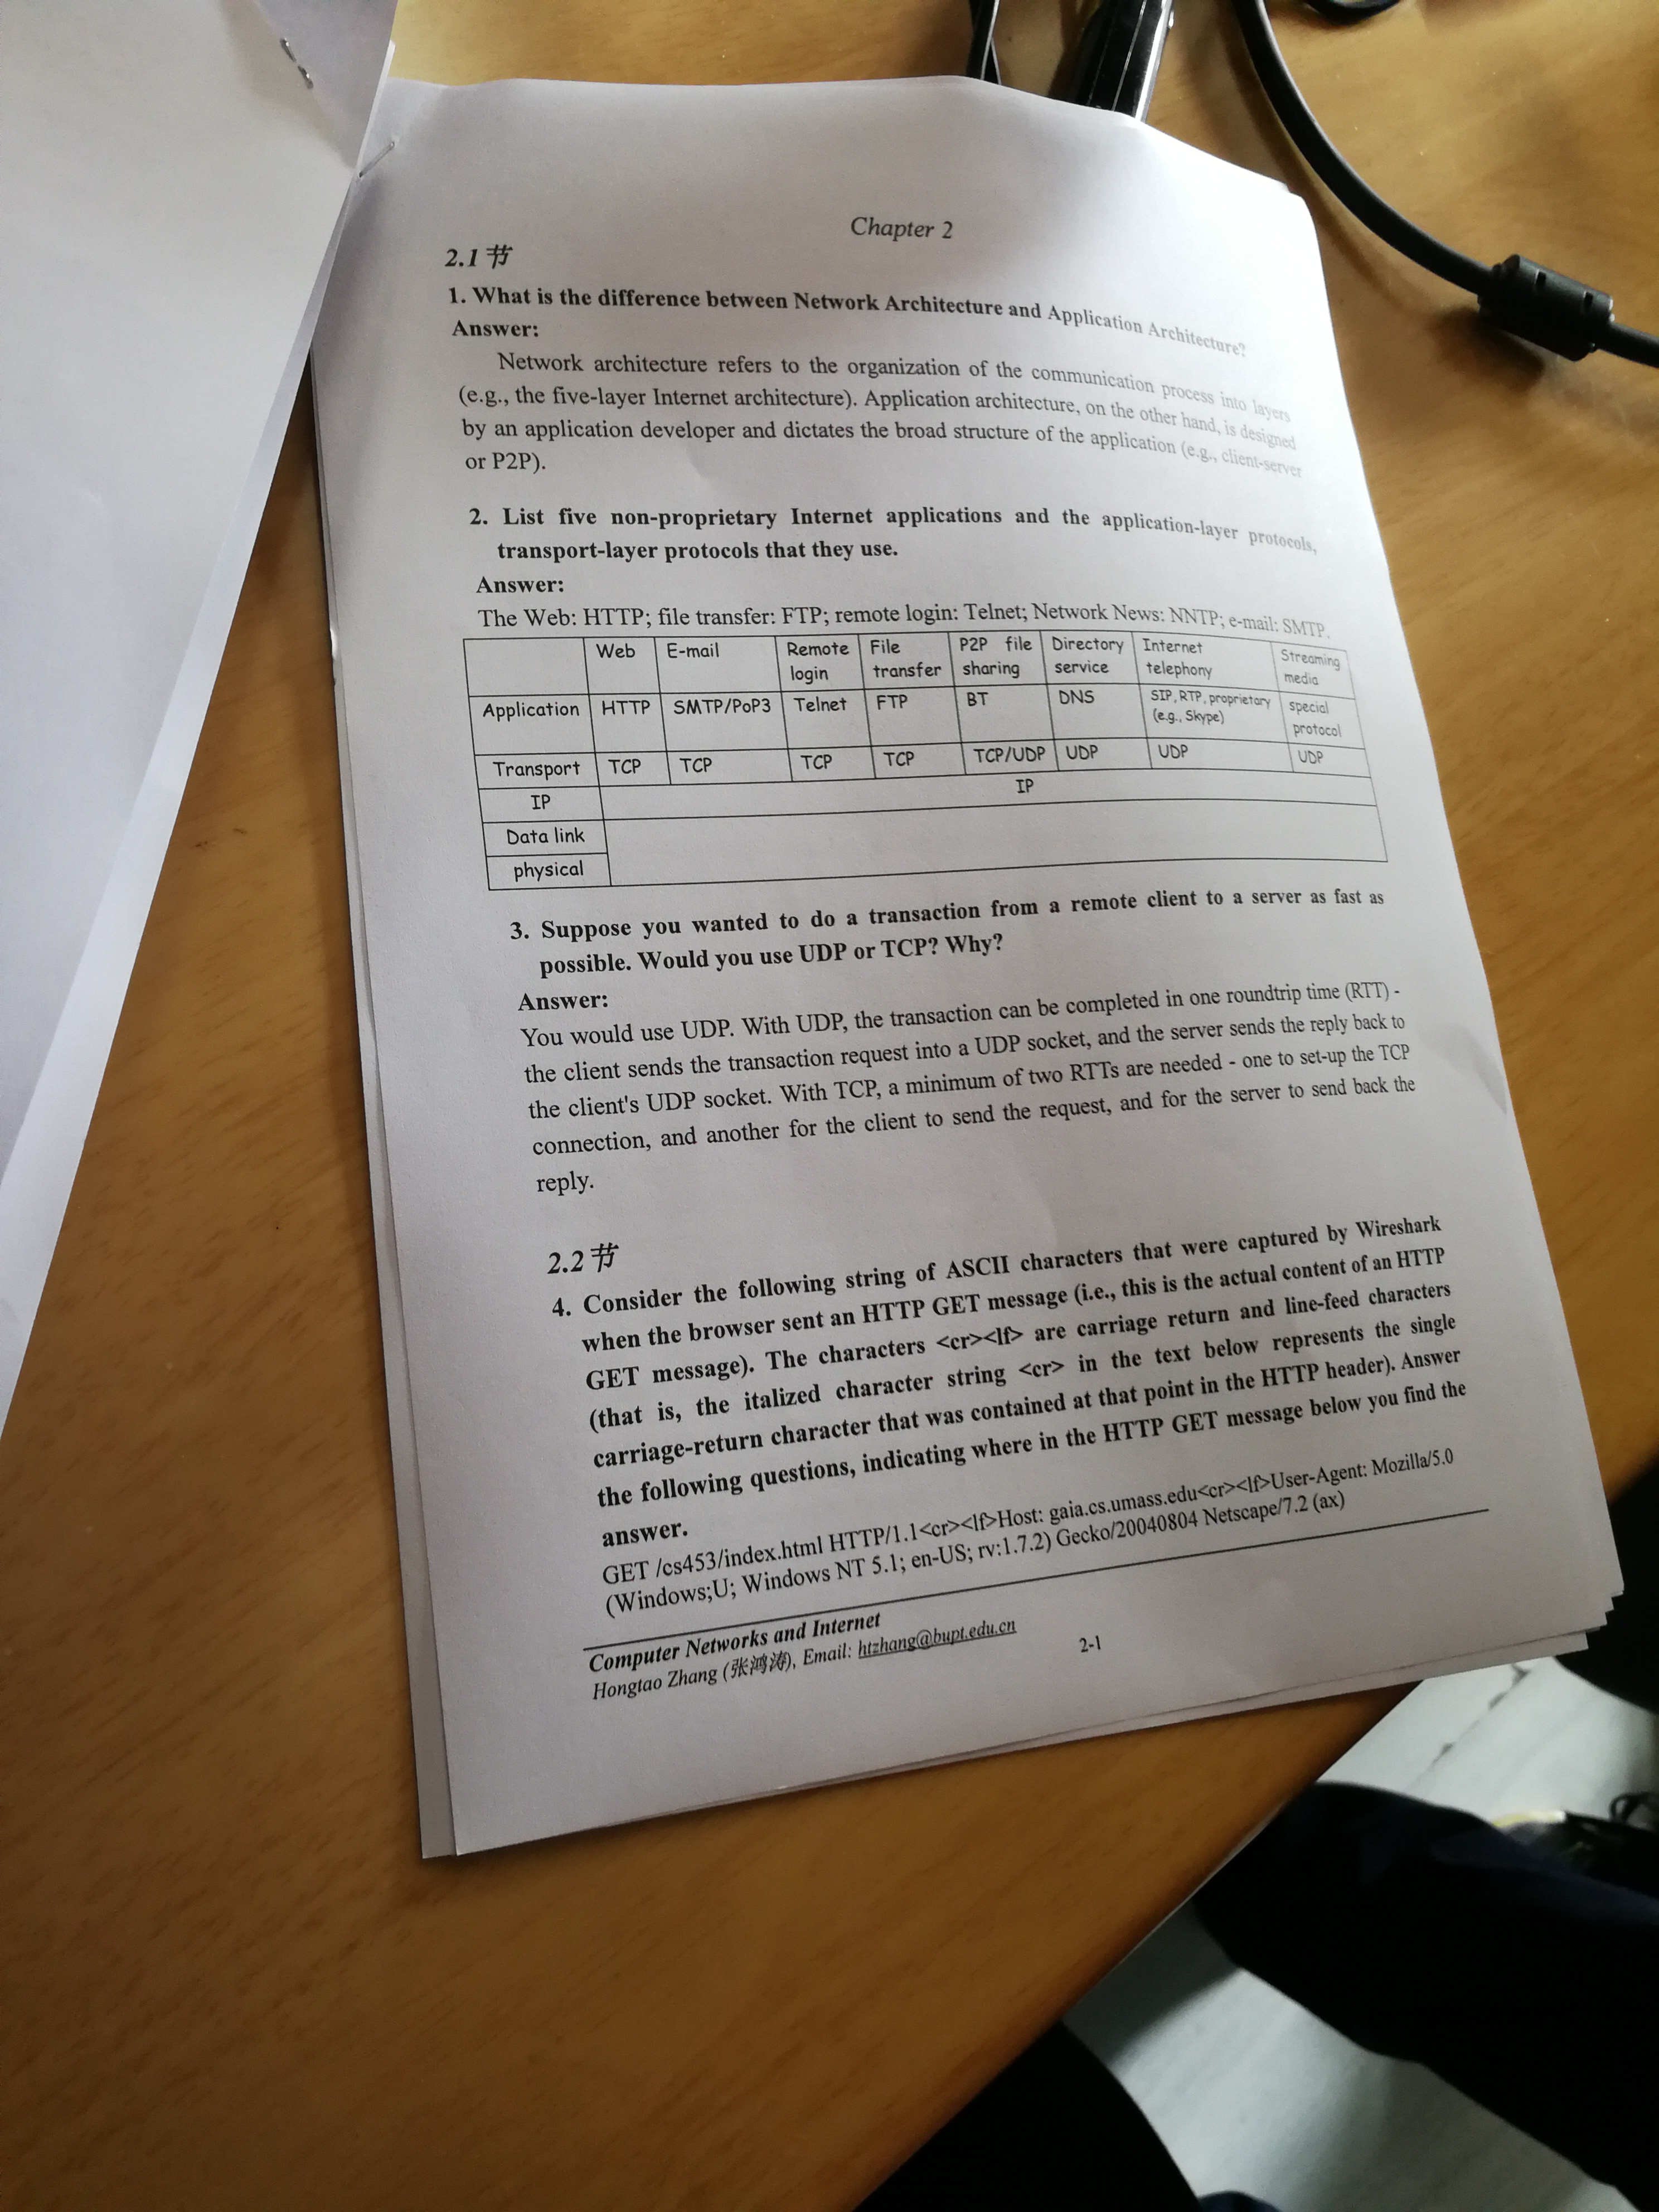 Chapter 2
2.1 节
1. What is the difference between Network Architecture and Application Architecture?
Answer:
Network architecture refers to the organization of the communication process into layers
(e.g., the five-layer Internet architecture). Application architecture, on the other hand, is designed
by an application developer and dictates the broad structure of the application (e.g., client-server
or P2P).
2. List five non-proprietary Internet applications and the application-layer protocols,
transport-layer protocols that they use.
Answer:
The Web: HTTP; file transfer: FTP; remote login: Telnet; Network News: NNTP; e-mail: SMTP.
Web E-mail Remote login File transfer P2P file sharing Directory service Internet telephony Streaming media
Application HTTP SMTP/PoP3 Telnet FTP BT DNS SIP, RTP, proprietary (e.g., Skype) special protocol
Transport TCP TCP TCP TCP TCP/UDP UDP UDP UDP
IP IP
Data link
physical
3. Suppose you wanted to do a transaction from a remote client to a server as fast as
possible. Would you use UDP or TCP? Why?
Answer:
You would use UDP. With UDP, the transaction can be completed in one roundtrip time (RTT) -
the client sends the transaction request into a UDP socket, and the server sends the reply back to
the client's UDP socket. With TCP, a minimum of two RTTs are needed - one to set-up the TCP
connection, and another for the client to send the request, and for the server to send back the
reply.
2.2 节
4. Consider the following string of ASCII characters that were captured by Wireshark
when the browser sent an HTTP GET message (i.e., this is the actual content of an HTTP
GET message). The characters <cr><lf> are carriage return and line-feed characters
(that is, the italized character string <cr> in the text below represents the single
carriage-return character that was contained at that point in the HTTP header). Answer
the following questions, indicating where in the HTTP GET message below you find the
answer.
GET /cs453/index.html HTTP/1.1<cr><lf>Host: gaia.cs.umass.edu<cr><lf>User-Agent: Mozilla/5.0
(Windows;U; Windows NT 5.1; en-US; rv:1.7.2) Gecko/20040804 Netscape/7.2 (ax)
Computer Networks and Internet
Hongtao Zhang (张鸿涛), Email: htzhang@bupt.edu.cn 2-1